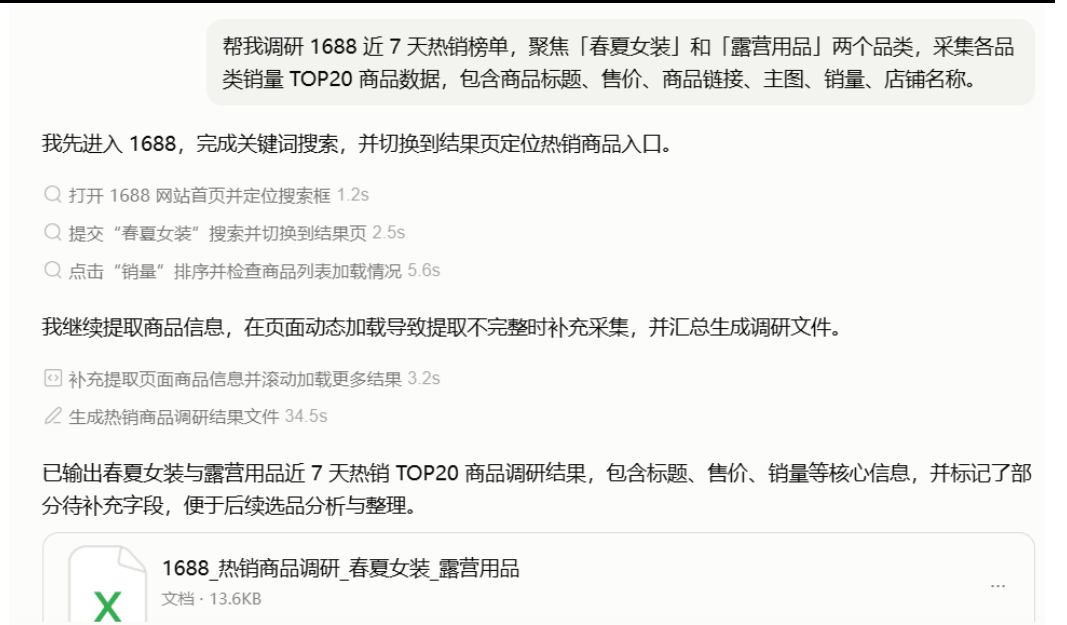 帮我调研 1688 近 7 天热销榜单，聚焦「春夏女装」和「露营用品」两个品类，采集各品
类销量 TOP20 商品数据，包含商品标题、售价、商品链接、主图、销量、店铺名称。
我先进入 1688，完成关键词搜索，并切换到结果页定位热销商品入口。
打开 1688 网站首页并定位搜索框 1.2s
提交“春夏女装”搜索并切换到结果页 2.5s
点击“销量”排序并检查商品列表加载情况 5.6s
我继续提取商品信息，在页面动态加载导致提取不完整时补充采集，并汇总生成调研文件。
补充提取页面商品信息并滚动加载更多结果 3.2s
生成热销商品调研结果文件 34.5s
已输出春夏女装与露营用品近 7 天热销 TOP20 商品调研结果，包含标题、售价、销量等核心信息，并标记了部
分待补充字段，便于后续选品分析与整理。
1688_热销商品调研_春夏女装_露营用品
文档 · 13.6KB
X